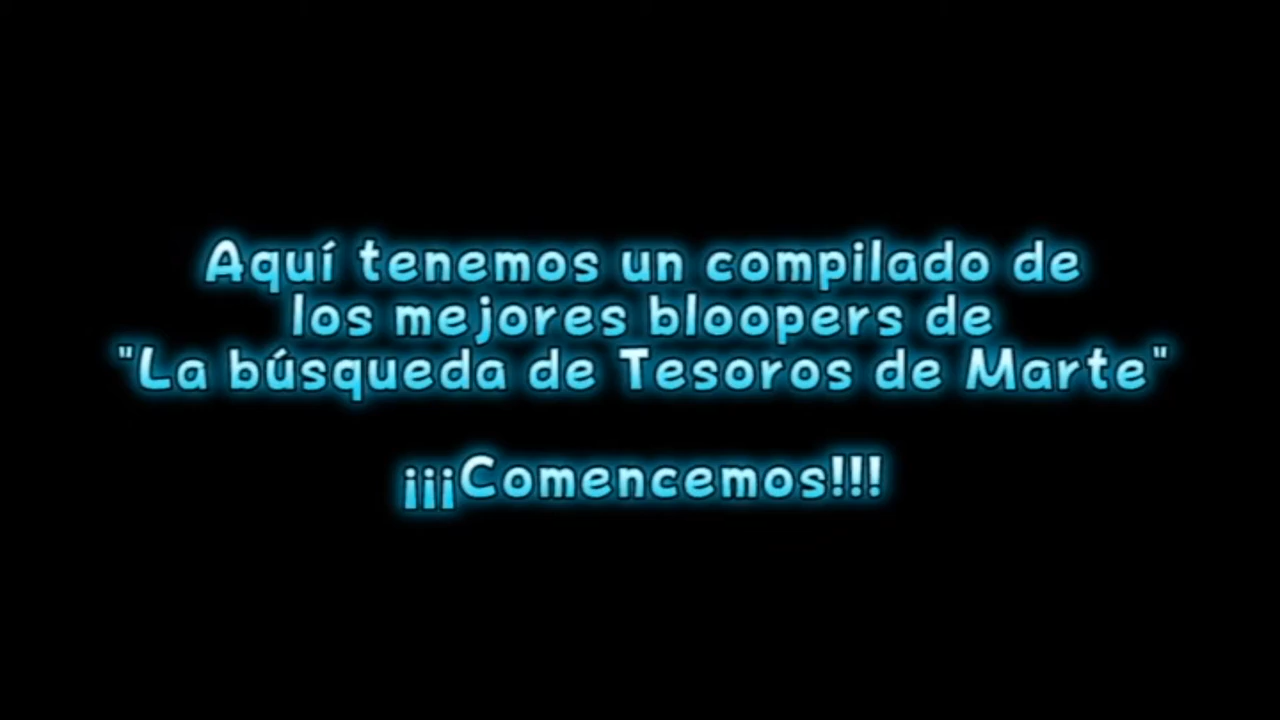 Aquí tenemos un compilado de
los mejores bloopers de
"La búsqueda de Tesoros de Marte"
¡¡¡Comencemos!!!